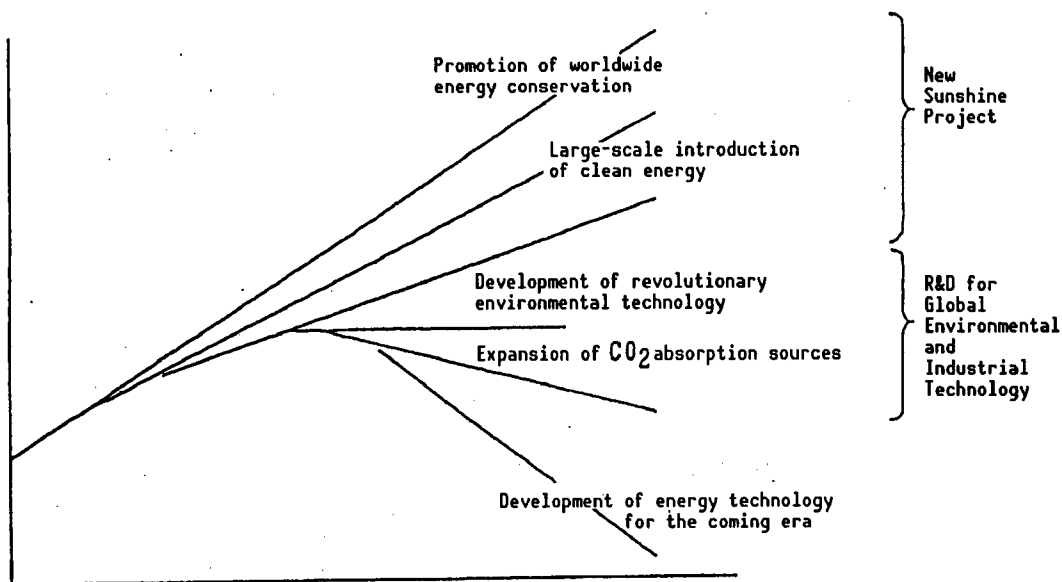 Promotion of worldwide
energy conservation
Large-scale introduction
of clean energy
Development of revolutionary
environmental technology
Expansion of CO2 absorption sources
Development of energy technology
for the coming era
New
Sunshine
Project
R&D for
Global
Environmental
and
Industrial
Technology